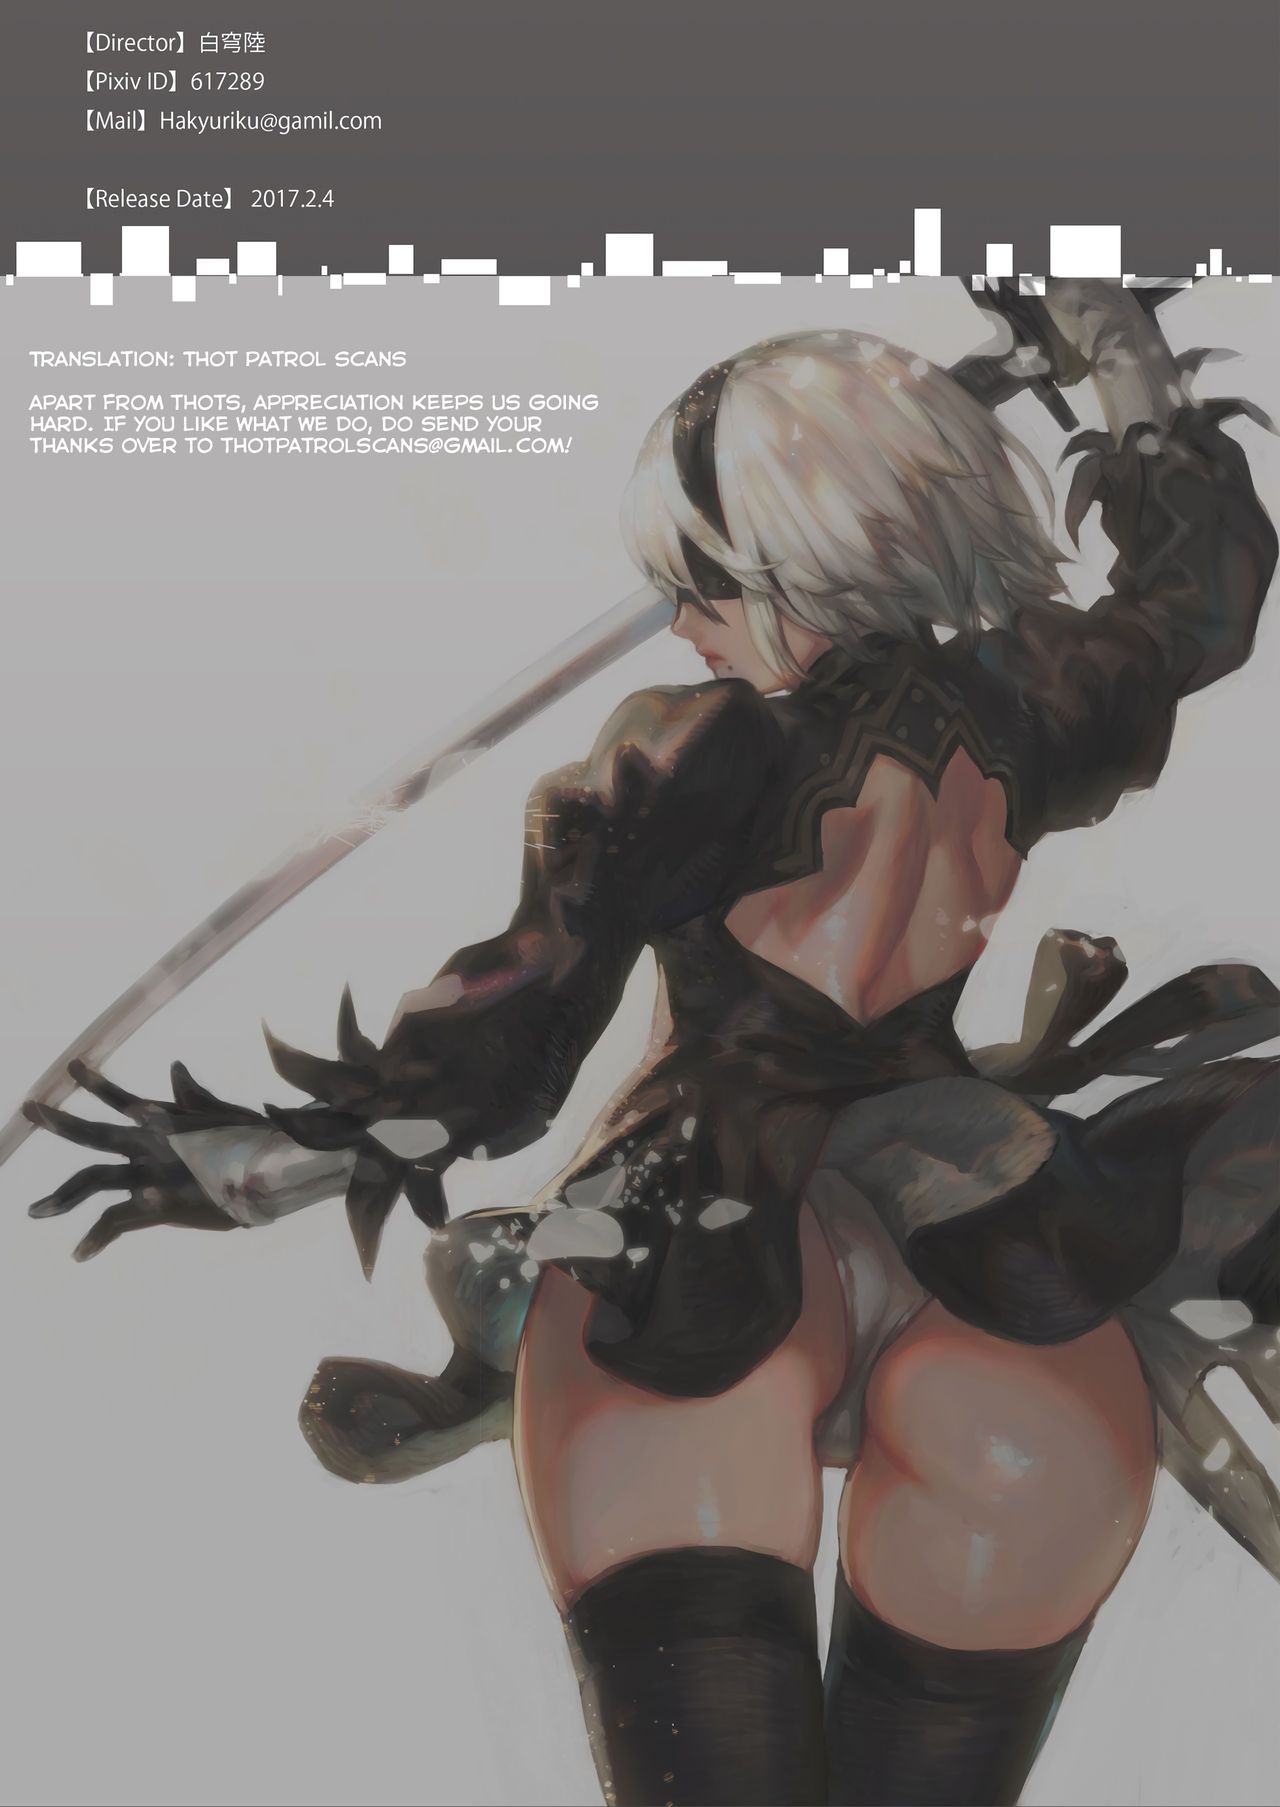 【Director】白穹陸
【Pixiv ID】617289
【Mail】Hakyuriku@gamil.com
【Release Date】 2017.2.4
TRANSLATION: THOT PATROL SCANS
APART FROM THOTS, APPRECIATION KEEPS US GOING
HARD. IF YOU LIKE WHAT WE DO, DO SEND YOUR
THANKS OVER TO THOTPATROLSCANS@GMAIL.COM!